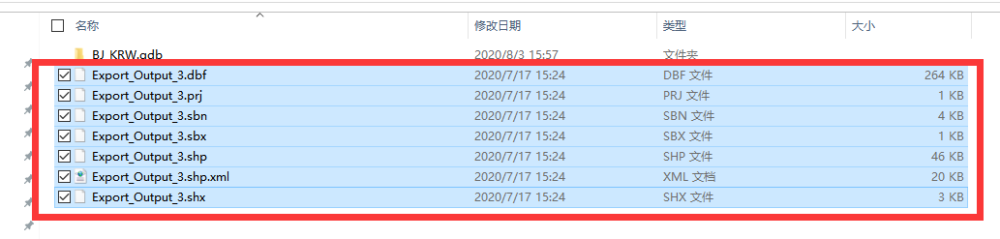 名称 修改日期 类型 大小
BJ_KRW.gdb 2020/8/3 15:57 文件夹
Export_Output_3.dbf 2020/7/17 15:24 DBF 文件 264 KB
Export_Output_3.prj 2020/7/17 15:24 PRJ 文件 1 KB
Export_Output_3.sbn 2020/7/17 15:24 SBN 文件 4 KB
Export_Output_3.sbx 2020/7/17 15:24 SBX 文件 1 KB
Export_Output_3.shp 2020/7/17 15:24 SHP 文件 46 KB
Export_Output_3.shp.xml 2020/7/17 15:24 XML 文档 20 KB
Export_Output_3.shx 2020/7/17 15:24 SHX 文件 3 KB